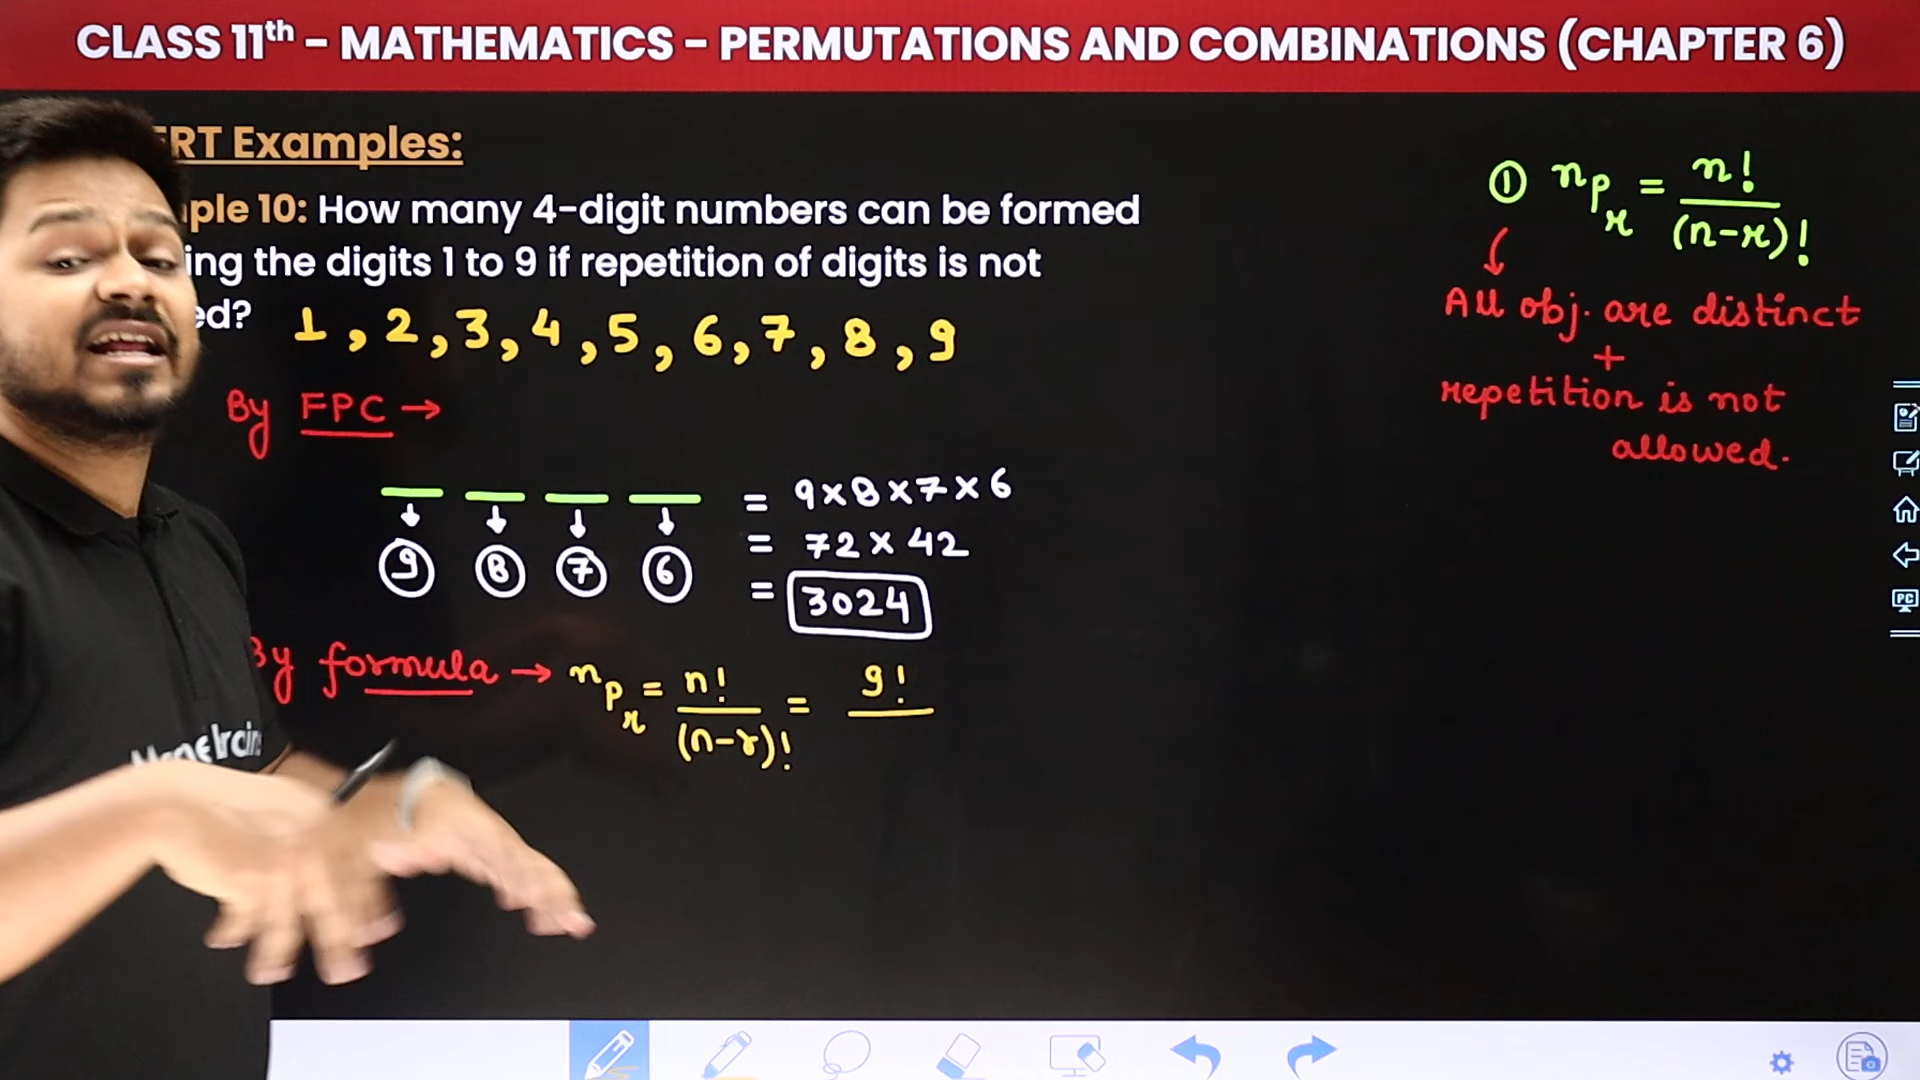 CLASS 11th - MATHEMATICS - PERMUTATIONS AND COMBINATIONS (CHAPTER 6)
ERT Examples:
ple 10: How many 4-digit numbers can be formed
ing the digits 1 to 9 if repetition of digits is not
ed?
1, 2, 3, 4, 5, 6, 7, 8, 9
By FPC →
= 9×8×7×6
9 8 7 6
= 72 × 42
= 3024
By formula → nPr = n!/(n-r)! = 9!
① nPr = n!/(n-r)!
All obj. are distinct
+
repetition is not
allowed.
PC